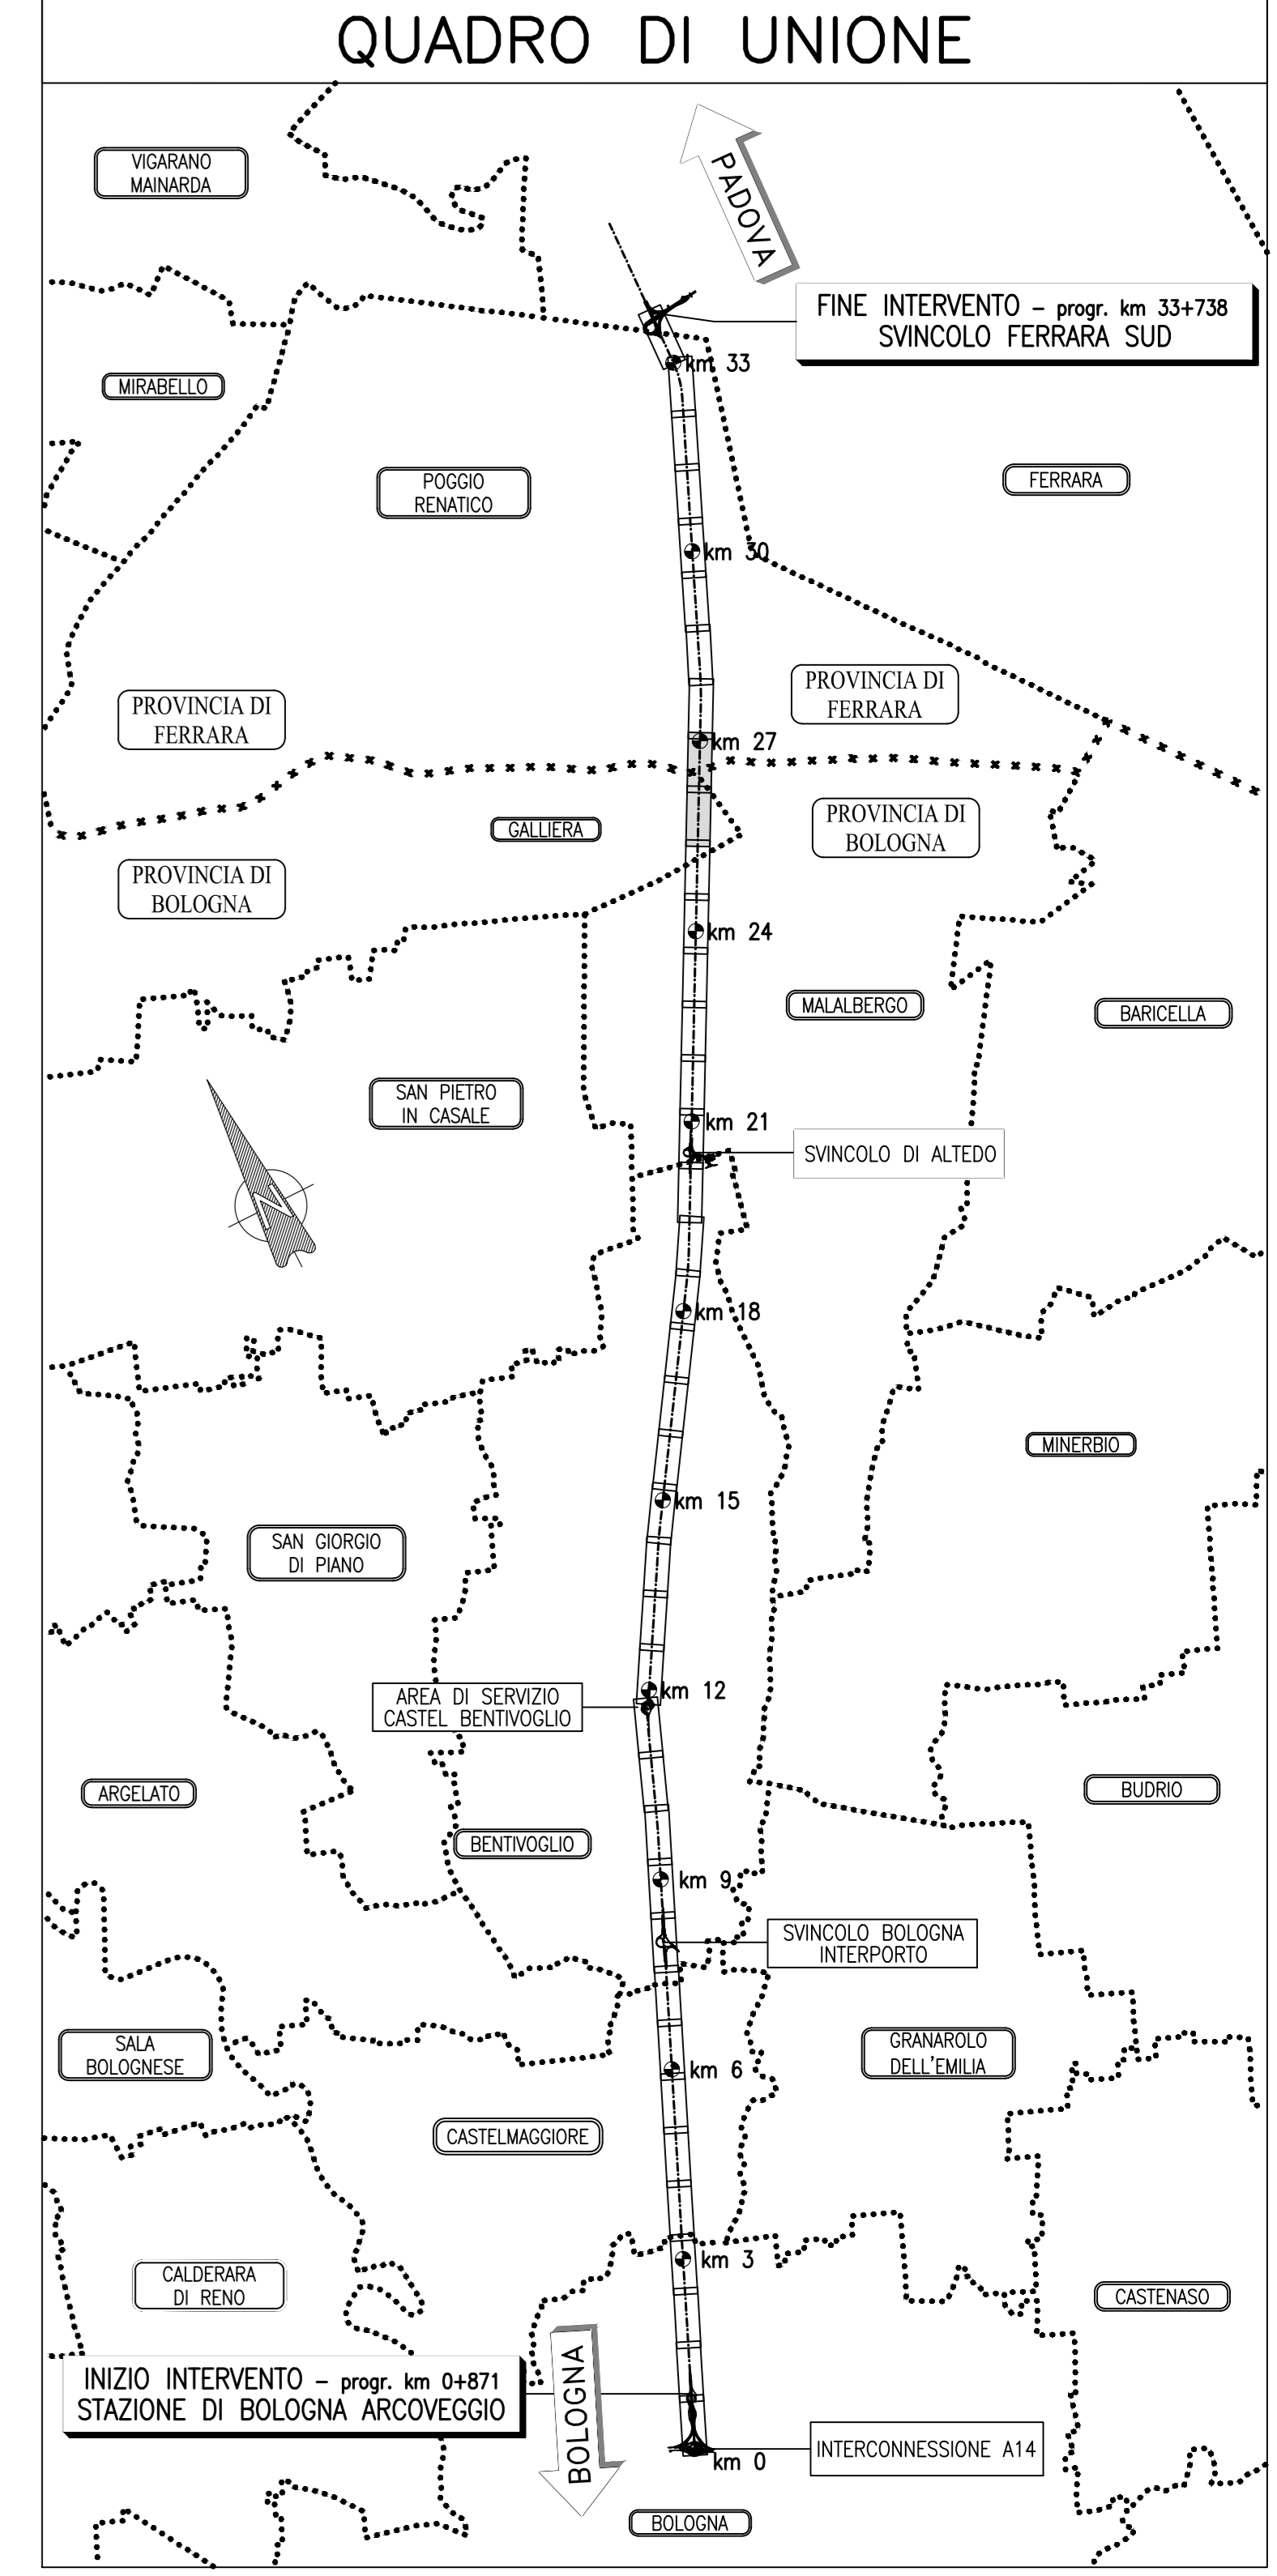 QUADRO DI UNIONE
VIGARANO
MAINARDA
PADOVA
FINE INTERVENTO – progr. km 33+738
SVINCOLO FERRARA SUD
km 33
MIRABELLO
POGGIO
RENATICO
FERRARA
km 30
PROVINCIA DI
FERRARA
PROVINCIA DI
FERRARA
km 27
PROVINCIA DI
BOLOGNA
GALLIERA
PROVINCIA DI
BOLOGNA
km 24
MALALBERGO
BARICELLA
SAN PIETRO
IN CASALE
km 21
SVINCOLO DI ALTEDO
N
km 18
MINERBIO
km 15
SAN GIORGIO
DI PIANO
km 12
AREA DI SERVIZIO
CASTEL BENTIVOGLIO
ARGELATO
BUDRIO
BENTIVOGLIO
km 9
SVINCOLO BOLOGNA
INTERPORTO
SALA
BOLOGNESE
GRANAROLO
DELL'EMILIA
km 6
CASTELMAGGIORE
km 3
CALDERARA
DI RENO
CASTENASO
INIZIO INTERVENTO – progr. km 0+871
STAZIONE DI BOLOGNA ARCOVEGGIO
BOLOGNA
INTERCONNESSIONE A14
km 0
BOLOGNA